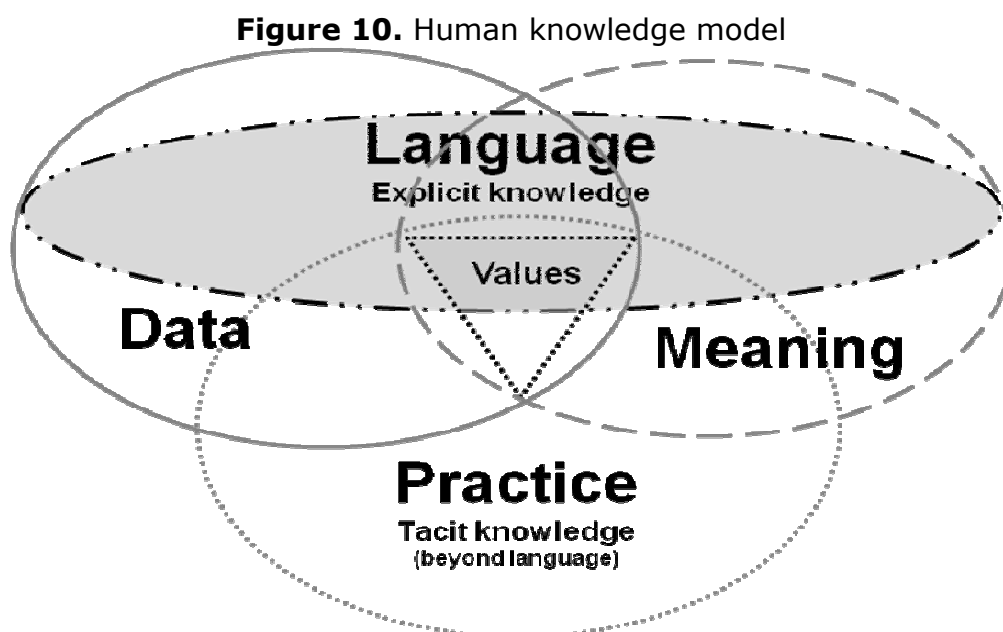 Figure 10. Human knowledge model
Language
Explicit knowledge
Values
Data
Meaning
Practice
Tacit knowledge
(beyond language)